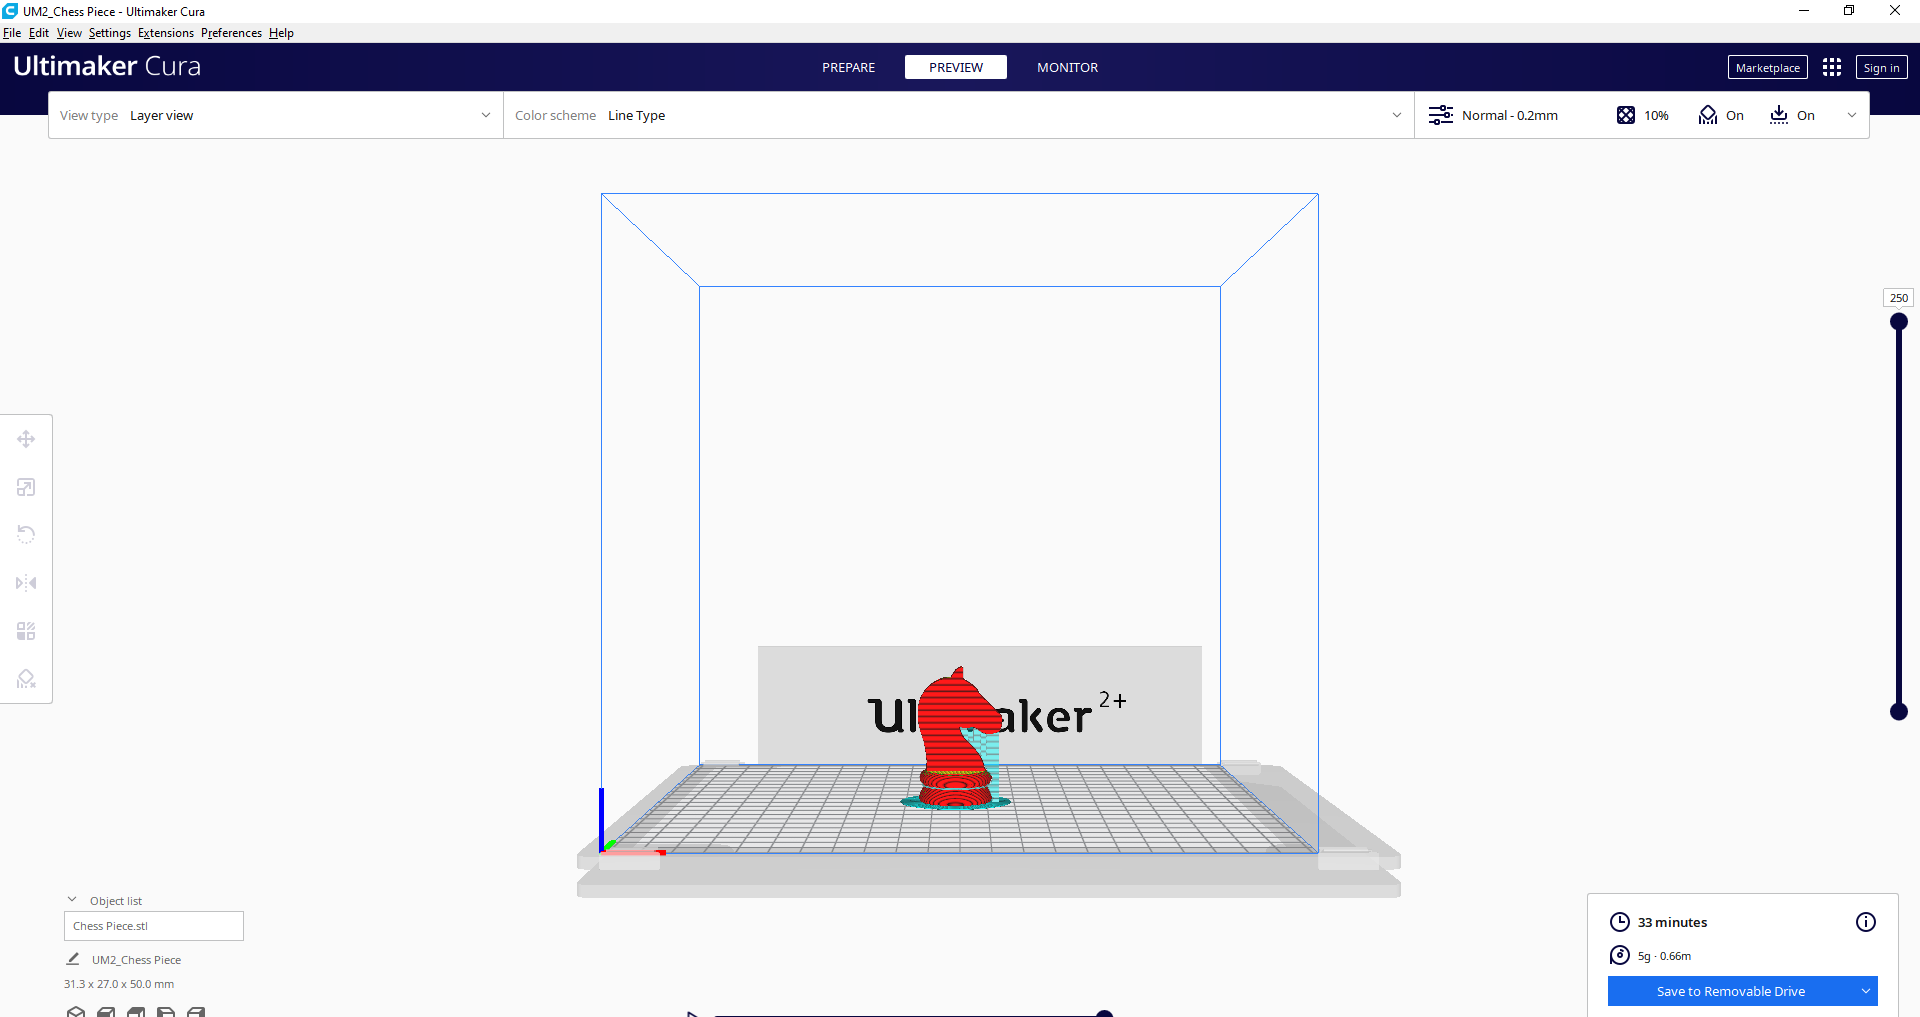 UM2_Chess Piece - Ultimaker Cura
File Edit View Settings Extensions Preferences Help
Ultimaker Cura
PREPARE PREVIEW MONITOR
Marketplace Sign in
View type Layer view Color scheme Line Type Normal - 0.2mm 10% On On
250
2+
Ul aker
Object list
Chess Piece.stl
UM2_Chess Piece
31.3 x 27.0 x 50.0 mm
33 minutes
5g · 0.66m
Save to Removable Drive